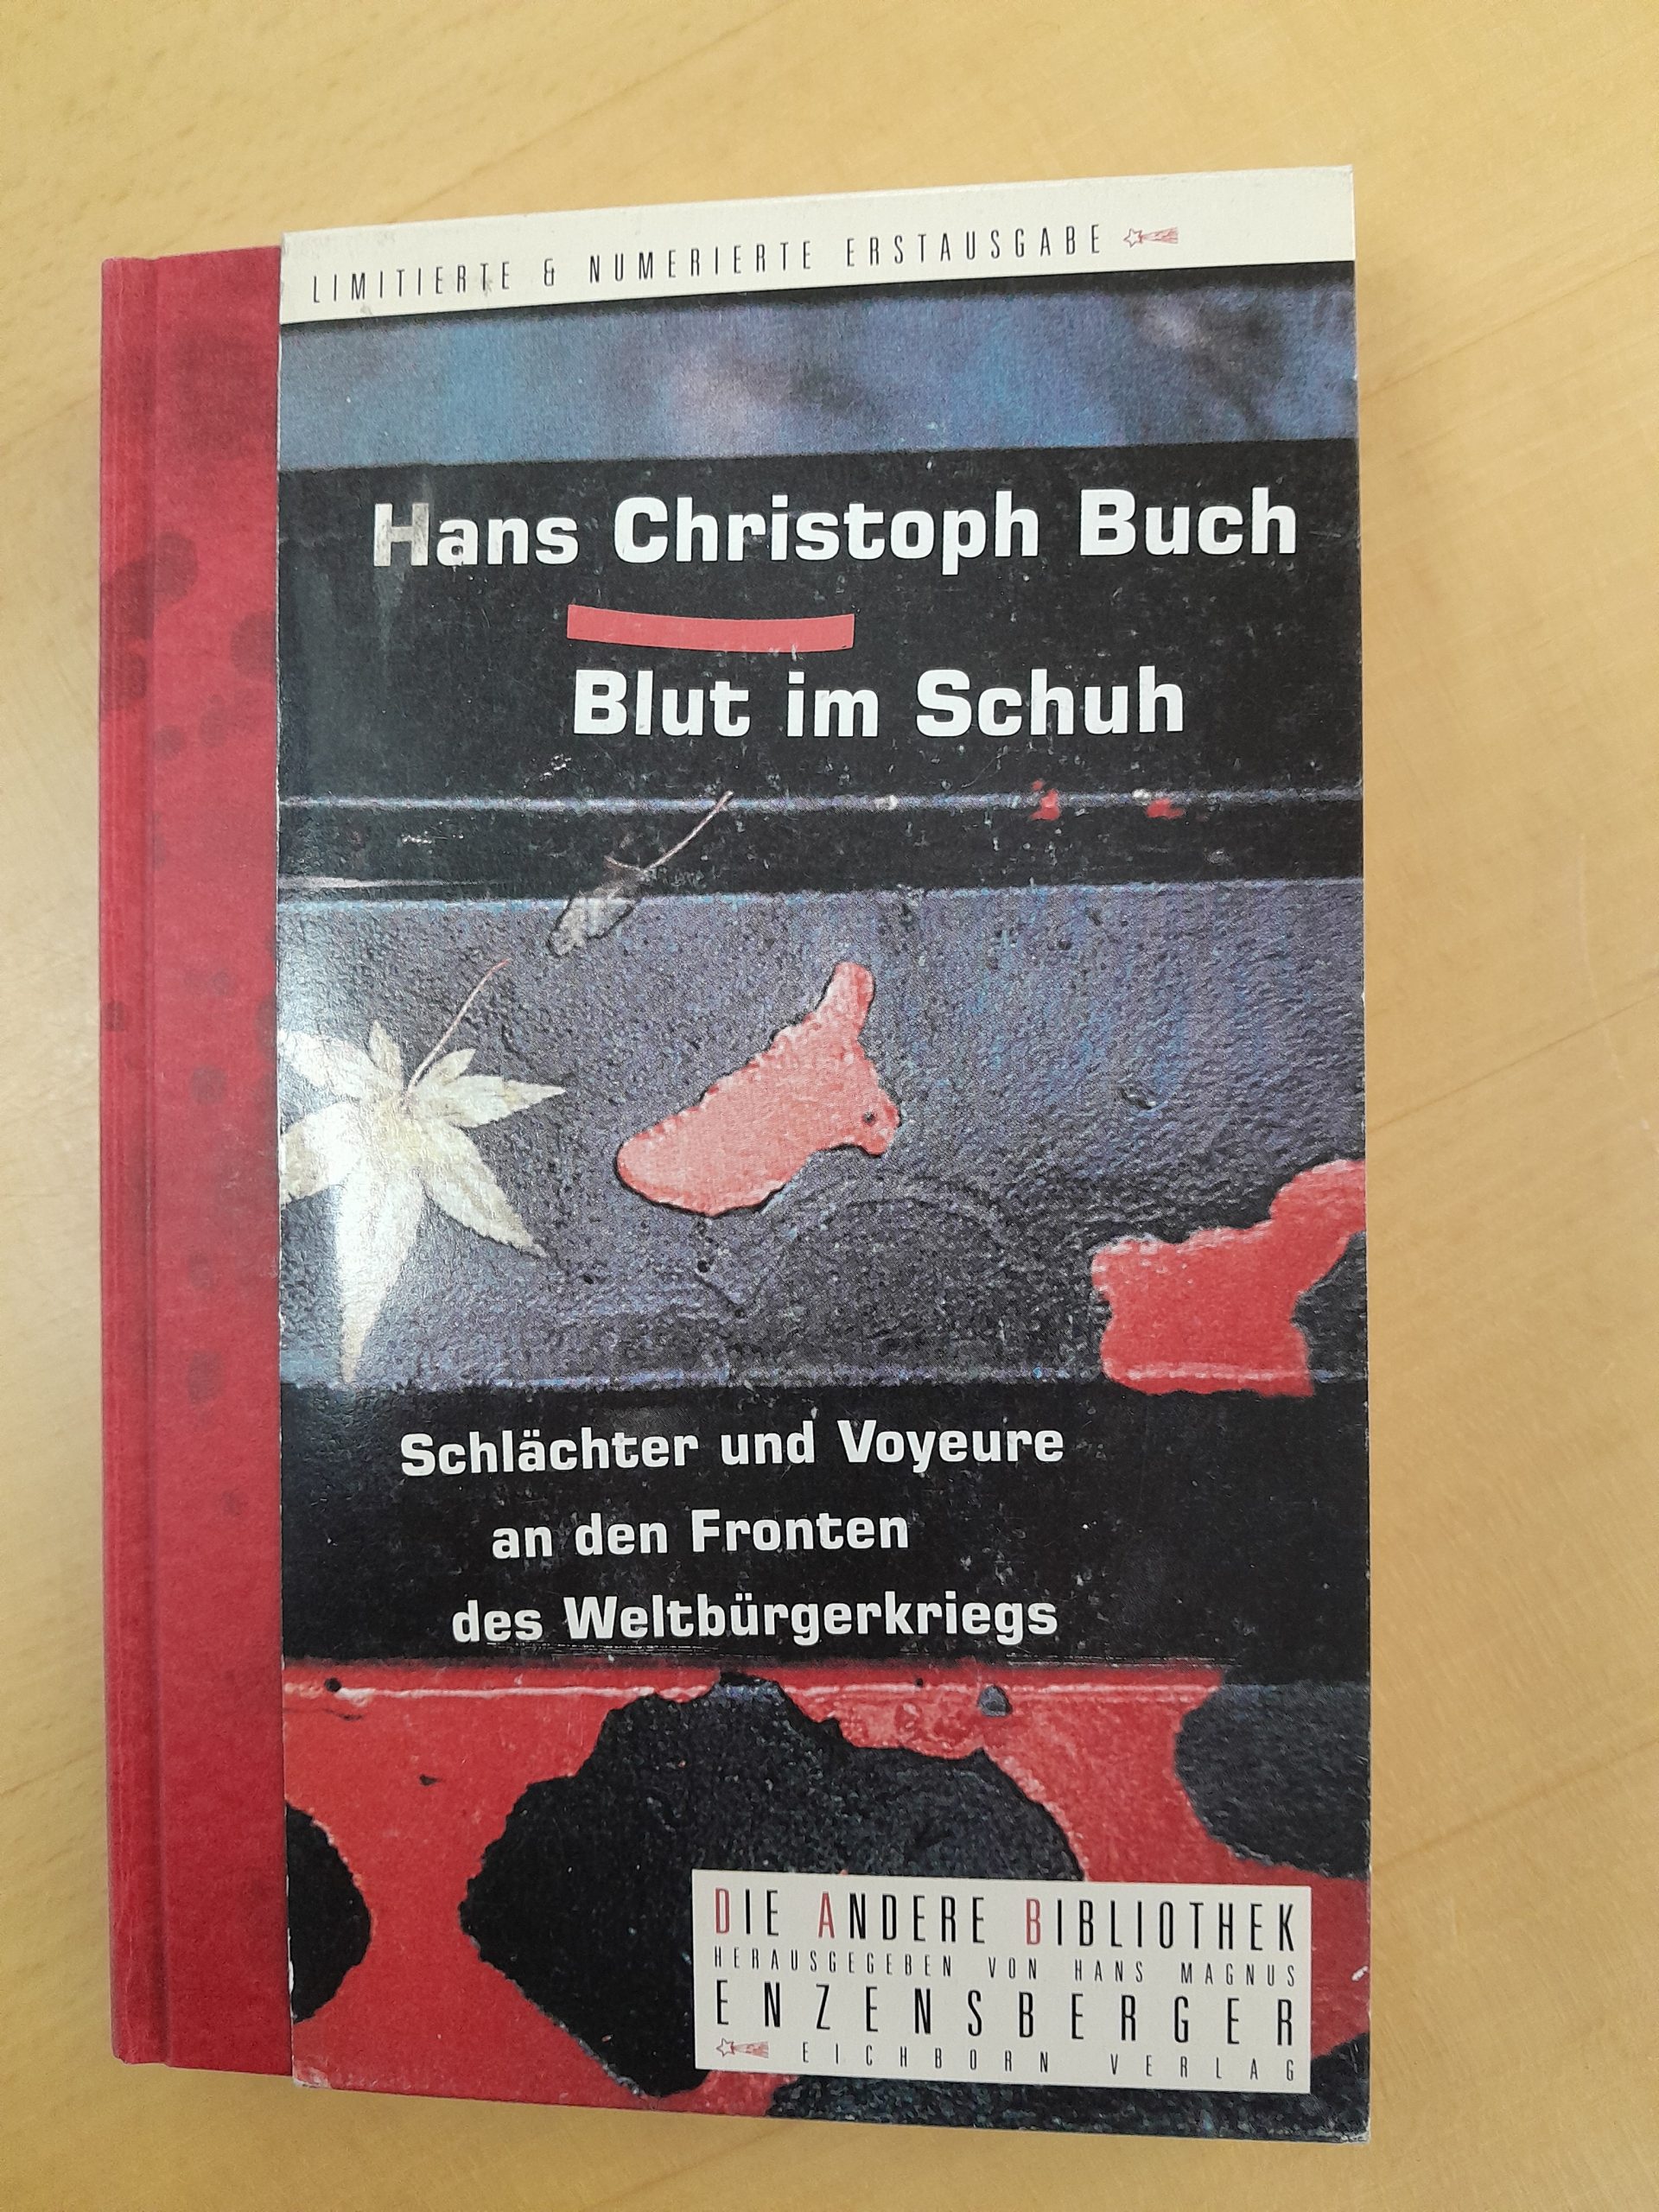 LIMITIERTE & NUMERIERTE ERSTAUSGABE
Hans Christoph Buch
Blut im Schuh
Schlächter und Voyeure
an den Fronten
des Weltbürgerkriegs
DIE ANDERE BIBLIOTHEK
HERAUSGEGEBEN VON HANS MAGNUS
ENZENSBERGER
EICHBORN VERLAG